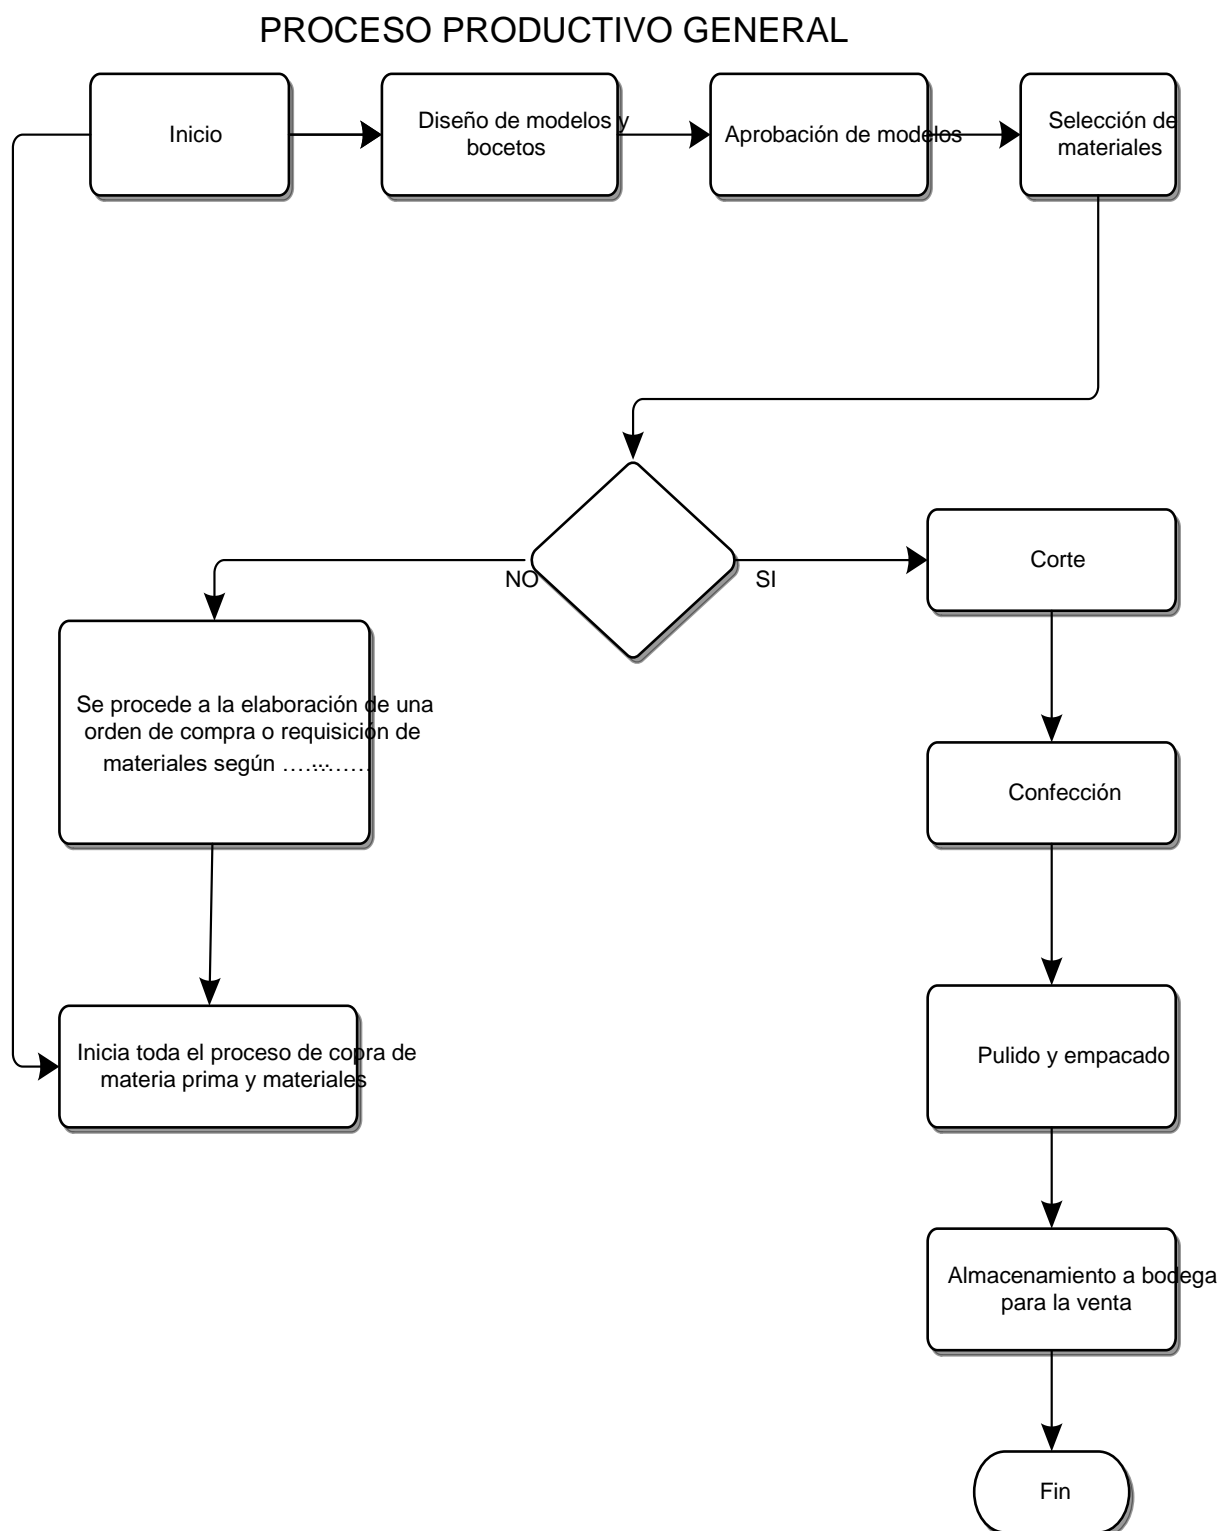 PROCESO PRODUCTIVO GENERAL
Inicio
Diseño de modelos y
bocetos
Aprobación de modelos
Selección de
materiales
NO
SI
Corte
Se procede a la elaboración de una
orden de compra o requisición de
materiales según …………
Confección
Inicia toda el proceso de copra de
materia prima y materiales
Pulido y empacado
Almacenamiento a bodega
para la venta
Fin